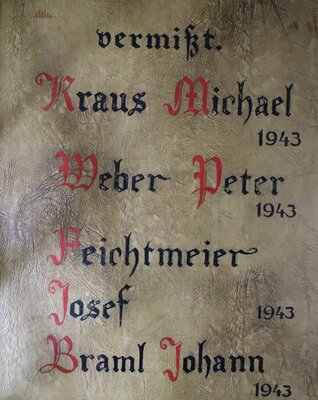 vermißt.
Kraus Michael
1943
Weber Peter
1943
Feichtmeier
Josef 1943
Braml Johann
1943